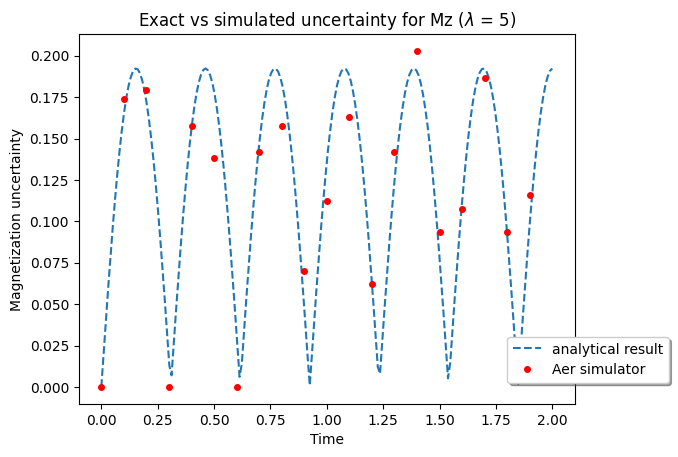 Exact vs simulated uncertainty for Mz (λ = 5)
Magnetization uncertainty
0.200
0.175
0.150
0.125
0.100
0.075
0.050
0.025
0.000
analytical result
Aer simulator
0.00 0.25 0.50 0.75 1.00 1.25 1.50 1.75 2.00
Time